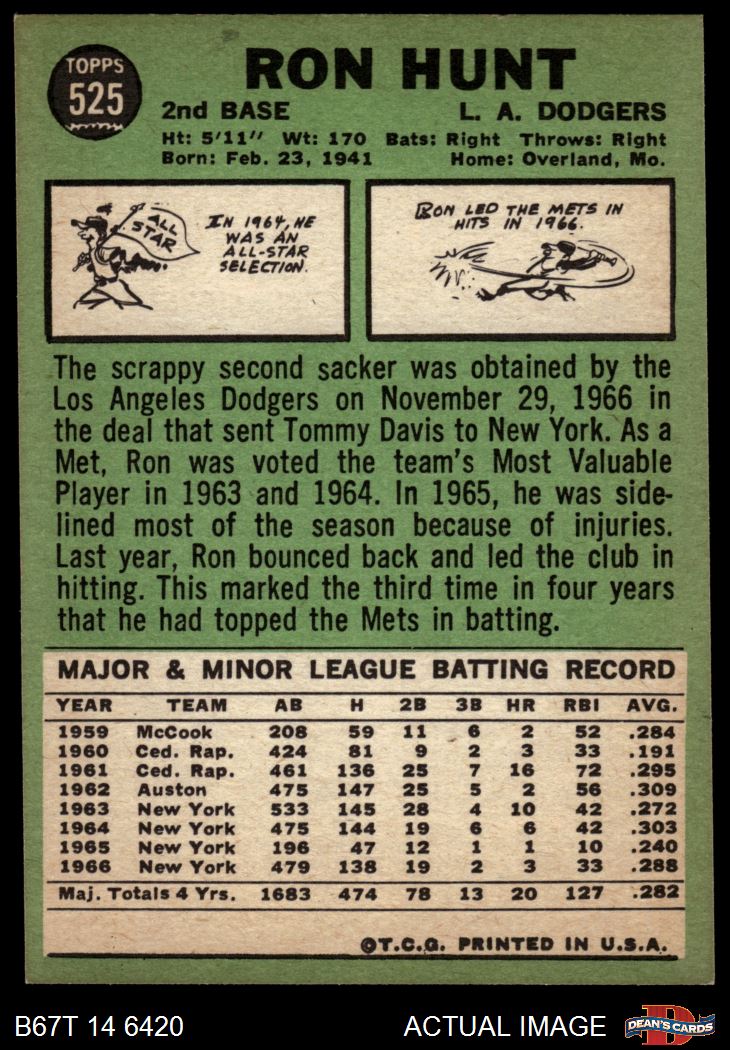 TOPPS
525
RON HUNT
2nd BASE L. A. DODGERS
Ht: 5'11" Wt: 170 Bats: Right Throws: Right
Born: Feb. 23, 1941 Home: Overland, Mo.
ALL
STAR
IN 1964, HE
WAS AN
ALL-STAR
SELECTION.
RON LED THE METS IN
HITS IN 1966.
The scrappy second sacker was obtained by the
Los Angeles Dodgers on November 29, 1966 in
the deal that sent Tommy Davis to New York. As a
Met, Ron was voted the team's Most Valuable
Player in 1963 and 1964. In 1965, he was side-
lined most of the season because of injuries.
Last year, Ron bounced back and led the club in
hitting. This marked the third time in four years
that he had topped the Mets in batting.
MAJOR & MINOR LEAGUE BATTING RECORD
YEAR TEAM AB H 2B 3B HR RBI AVG.
1959 McCook 208 59 11 6 2 52 .284
1960 Ced. Rap. 424 81 9 2 3 33 .191
1961 Ced. Rap. 461 136 25 7 16 72 .295
1962 Auston 475 147 25 5 2 56 .309
1963 New York 533 145 28 4 10 42 .272
1964 New York 475 144 19 6 6 42 .303
1965 New York 196 47 12 1 1 10 .240
1966 New York 479 138 19 2 3 33 .288
Maj. Totals 4 Yrs. 1683 474 78 13 20 127 .282
©T.C.G. PRINTED IN U.S.A.
B67T 14 6420 ACTUAL IMAGE
D
DEAN'S CARDS